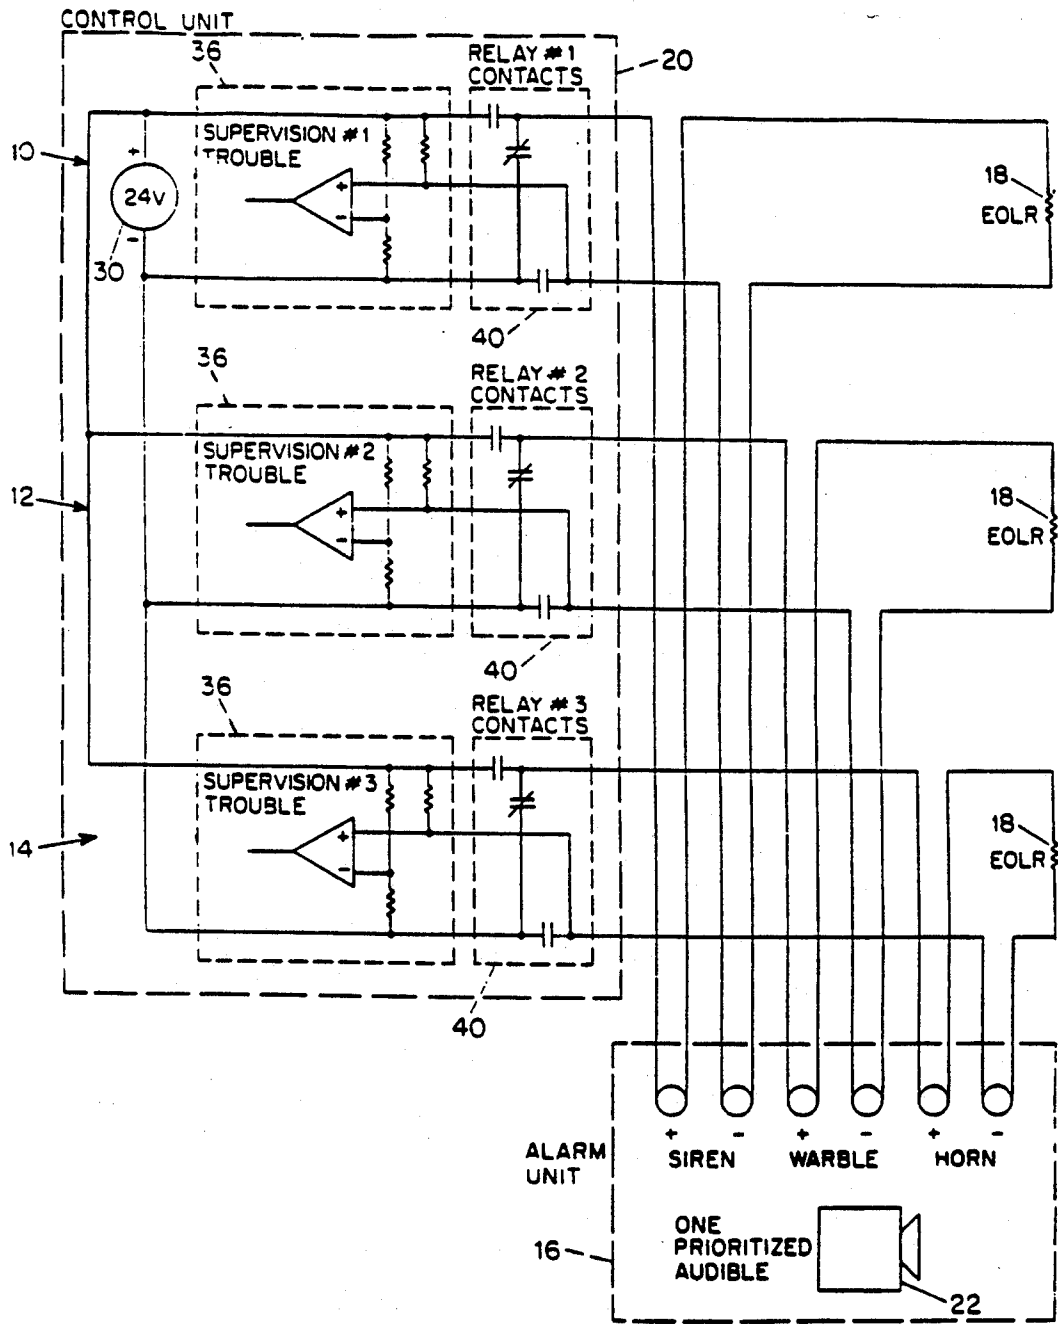 CONTROL UNIT
36
RELAY #1
CONTACTS
20
10
SUPERVISION #1
TROUBLE
+
24V
-
30
+
-
18
EOLR
40
36
RELAY # 2
CONTACTS
SUPERVISION #2
TROUBLE
12
+
-
18
EOLR
40
36
RELAY # 3
CONTACTS
SUPERVISION #3
TROUBLE
14
+
-
18
EOLR
40
+ - + - + -
ALARM
UNIT
SIREN WARBLE HORN
16
ONE
PRIORITIZED
AUDIBLE
22